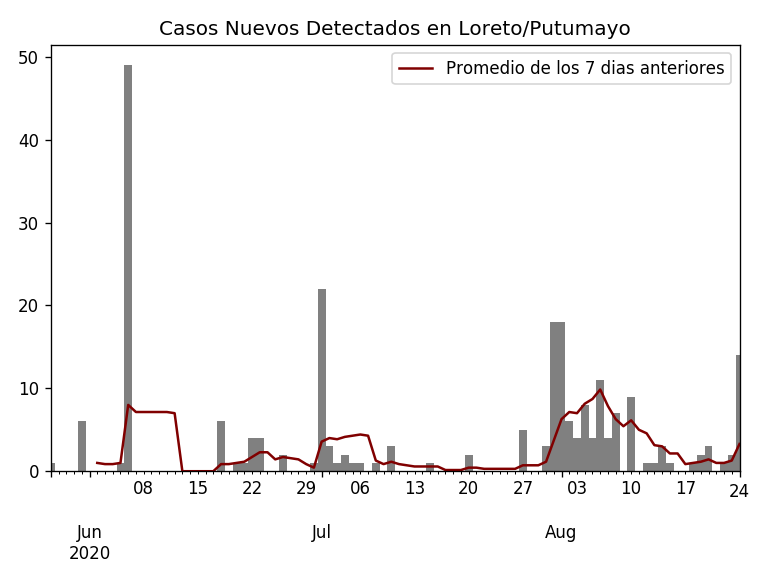 Casos Nuevos Detectados en Loreto/Putumayo
Promedio de los 7 dias anteriores
50
40
30
20
10
0
08 15 22 29 06 13 20 27 03 10 17 24
Jun Jul Aug
2020